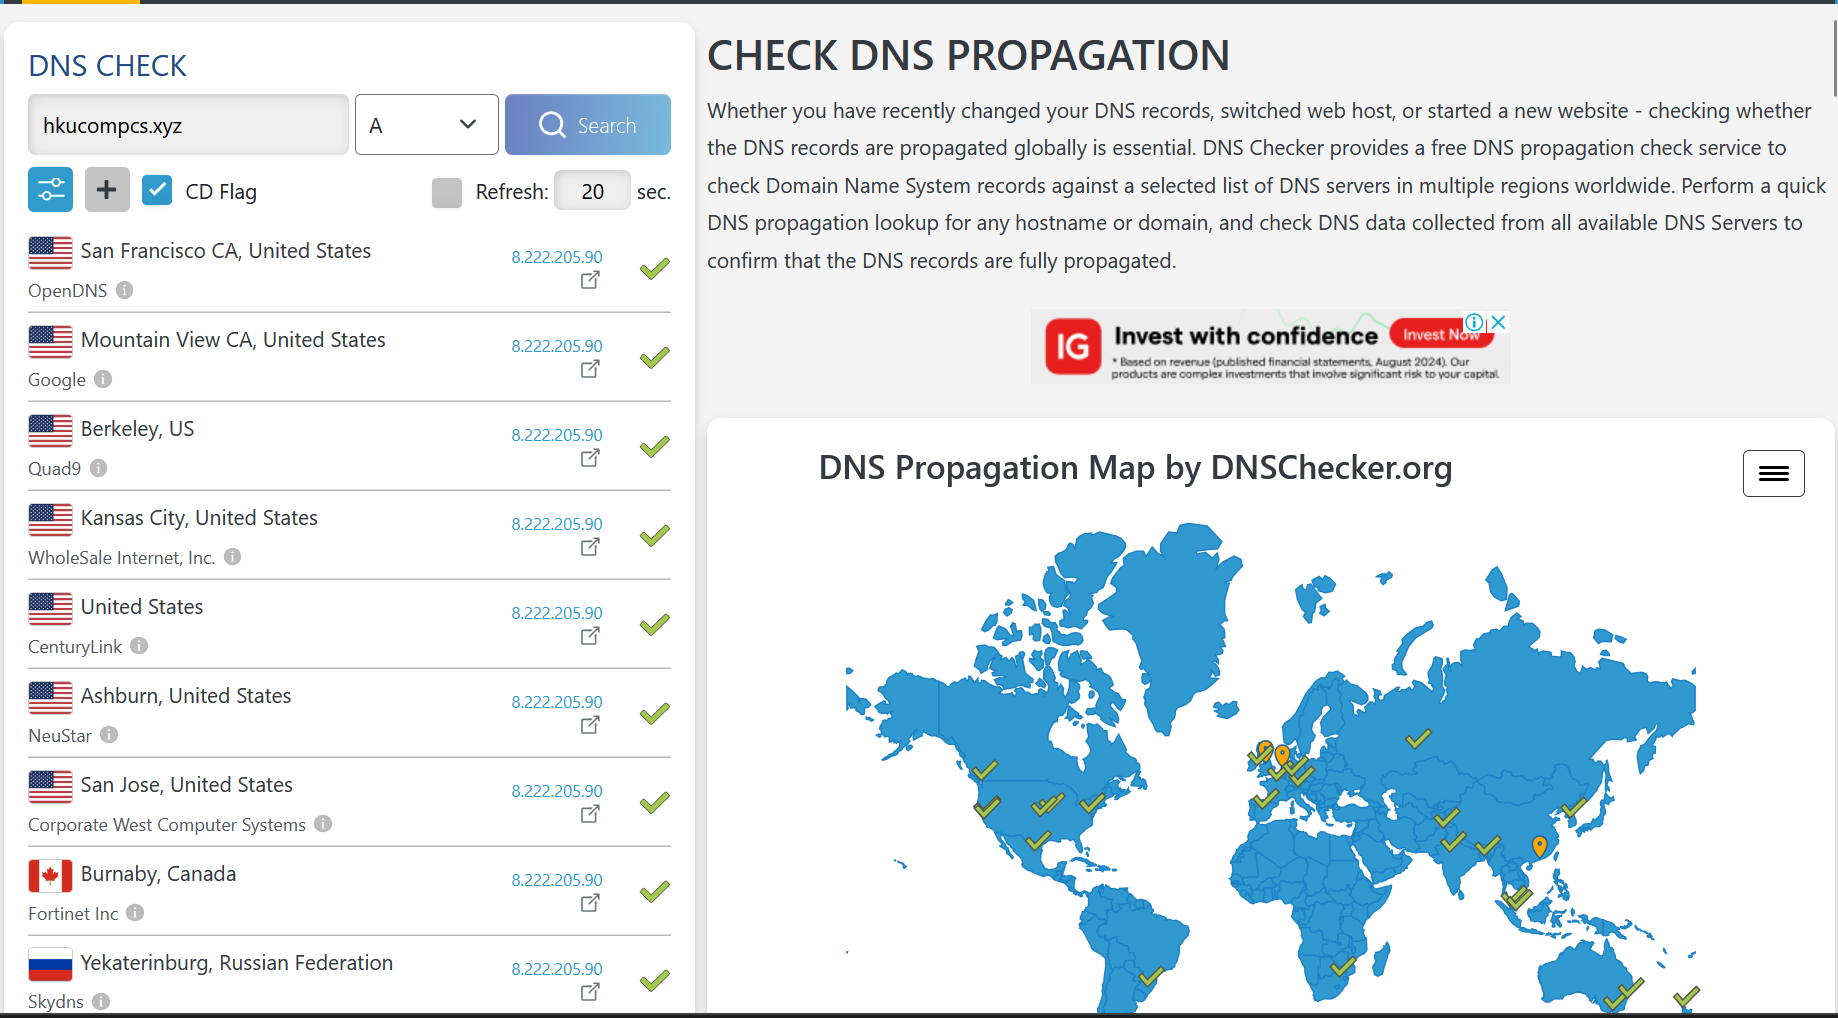 DNS CHECK
hkucompcs.xyz
A
Search
CD Flag
Refresh: 20 sec.
San Francisco CA, United States
8.222.205.90
OpenDNS
Mountain View CA, United States
8.222.205.90
Google
Berkeley, US
8.222.205.90
Quad9
Kansas City, United States
8.222.205.90
WholeSale Internet, Inc.
United States
8.222.205.90
CenturyLink
Ashburn, United States
8.222.205.90
NeuStar
San Jose, United States
8.222.205.90
Corporate West Computer Systems
Burnaby, Canada
8.222.205.90
Fortinet Inc
Yekaterinburg, Russian Federation
8.222.205.90
Skydns
CHECK DNS PROPAGATION
Whether you have recently changed your DNS records, switched web host, or started a new website - checking whether
the DNS records are propagated globally is essential. DNS Checker provides a free DNS propagation check service to
check Domain Name System records against a selected list of DNS servers in multiple regions worldwide. Perform a quick
DNS propagation lookup for any hostname or domain, and check DNS data collected from all available DNS Servers to
confirm that the DNS records are fully propagated.
IG
Invest with confidence
Invest Now
* Based on revenue (published financial statements, August 2024). Our
products are complex investments that involve significant risk to your capital.
DNS Propagation Map by DNSChecker.org